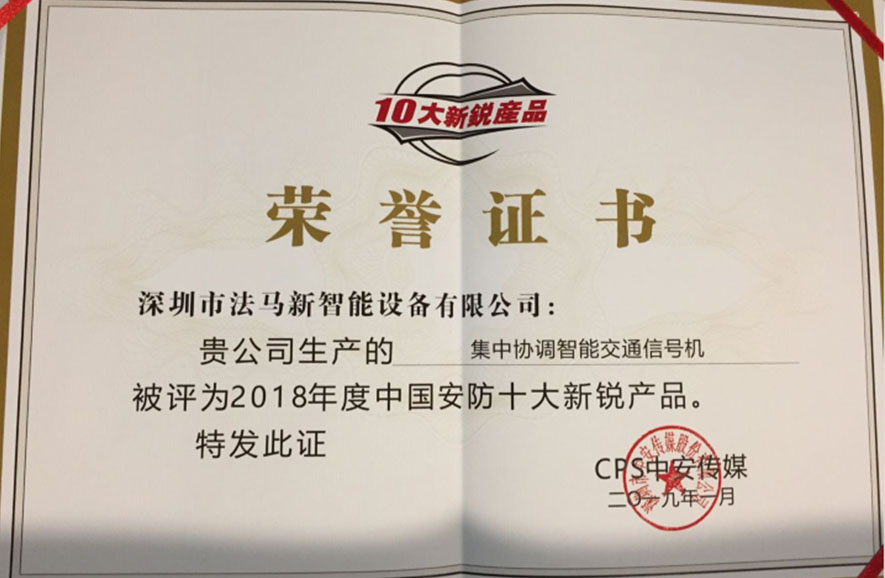 10大新鋭産品
荣誉证书
深圳市法马新智能设备有限公司：
贵公司生产的 集中协调智能交通信号机
被评为2018年度中国安防十大新锐产品。
特发此证
CPS中安传媒
二〇一九年一月